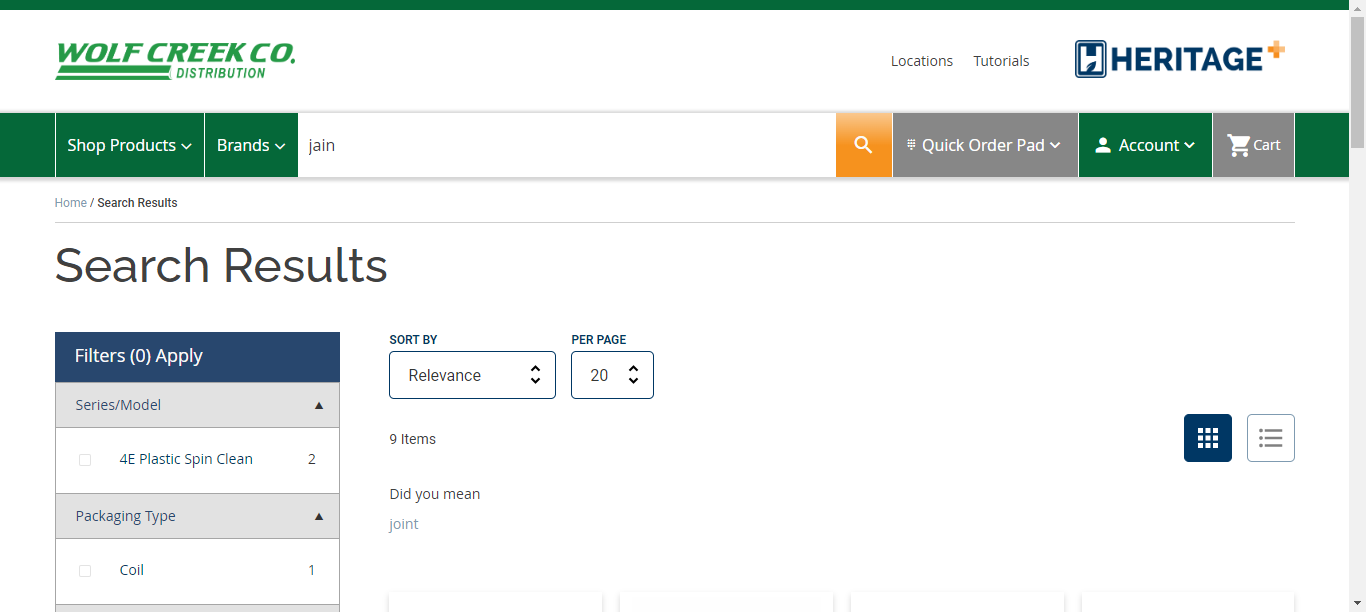 WOLF CREEK CO.
DISTRIBUTION
Locations Tutorials
HERITAGE+
Shop Products Brands jain Quick Order Pad Account Cart
Home / Search Results
Search Results
Filters (0) Apply
Series/Model
4E Plastic Spin Clean 2
Packaging Type
Coil 1
SORT BY PER PAGE
Relevance 20
9 Items
Did you mean
joint